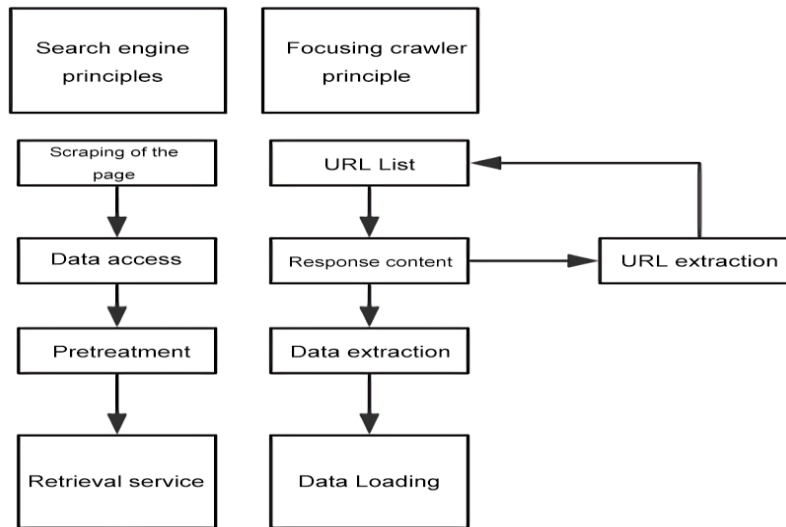 Search engine
principles
Focusing crawler
principle
Scraping of the
page
URL List
Data access
Response content
URL extraction
Pretreatment
Data extraction
Retrieval service
Data Loading